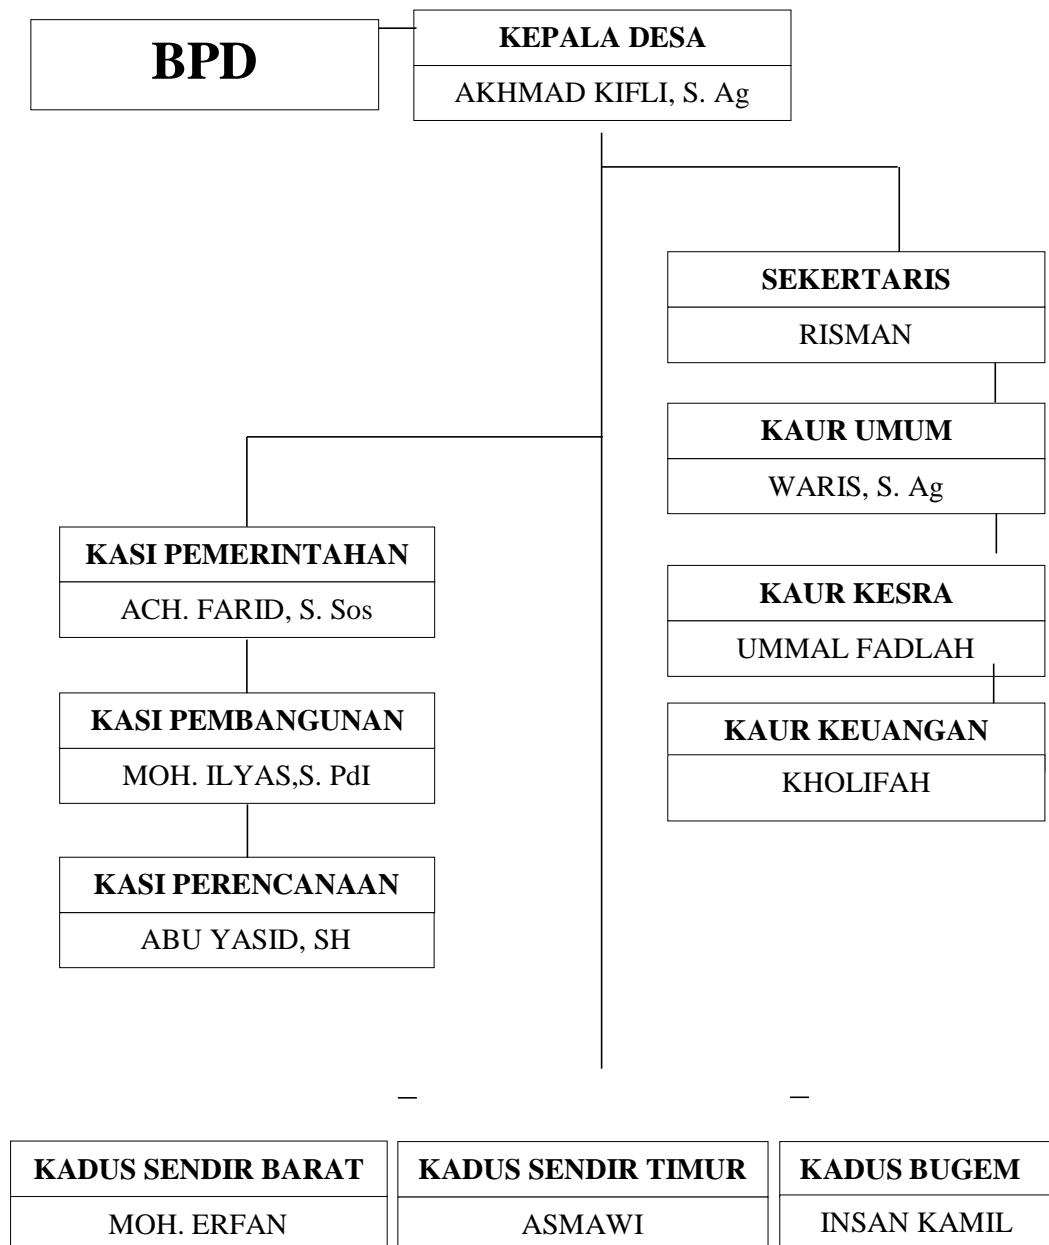 BPD
KEPALA DESA
AKHMAD KIFLI, S. Ag
SEKERTARIS
RISMAN
KAUR UMUM
WARIS, S. Ag
KASI PEMERINTAHAN
ACH. FARID, S. Sos
KAUR KESRA
UMMAL FADLAH
KASI PEMBANGUNAN
MOH. ILYAS,S. PdI
KAUR KEUANGAN
KHOLIFAH
KASI PERENCANAAN
ABU YASID, SH
KADUS SENDIR BARAT
MOH. ERFAN
KADUS SENDIR TIMUR
ASMAWI
KADUS BUGEM
INSAN KAMIL